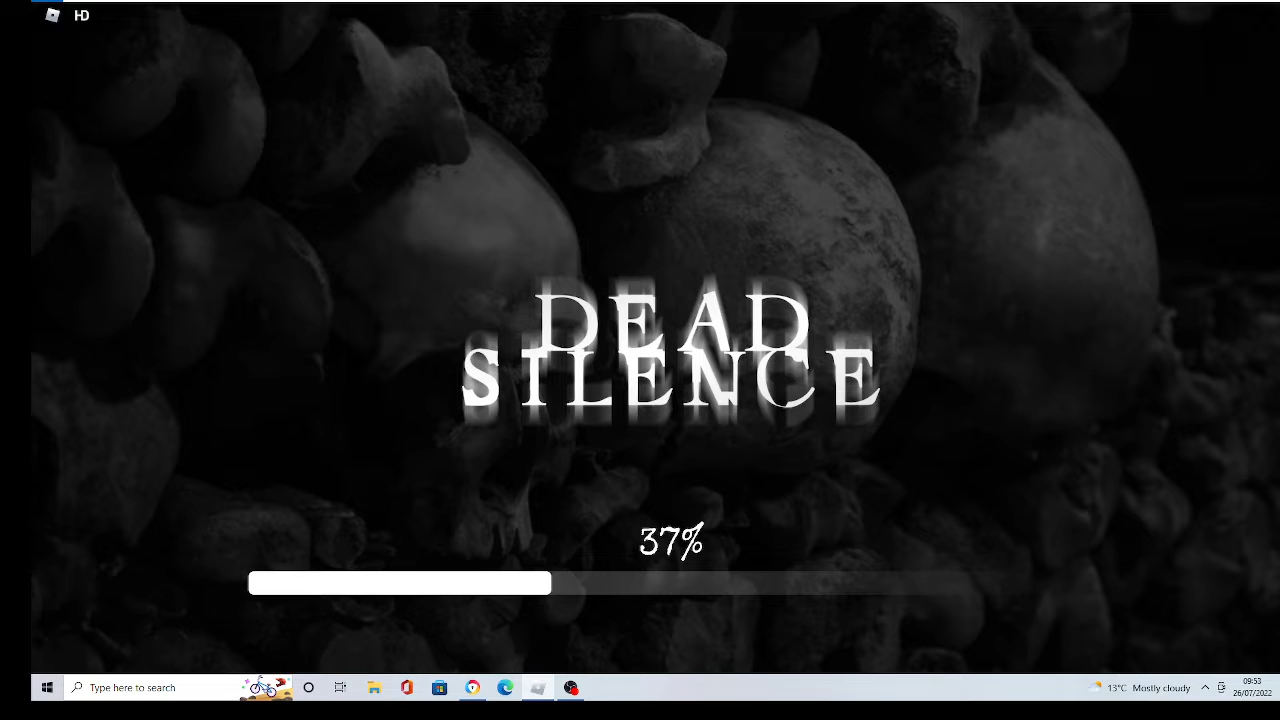 HD
DEAD
SILENCE
37%
Type here to search
13°C Mostly cloudy
09:53
26/07/2022